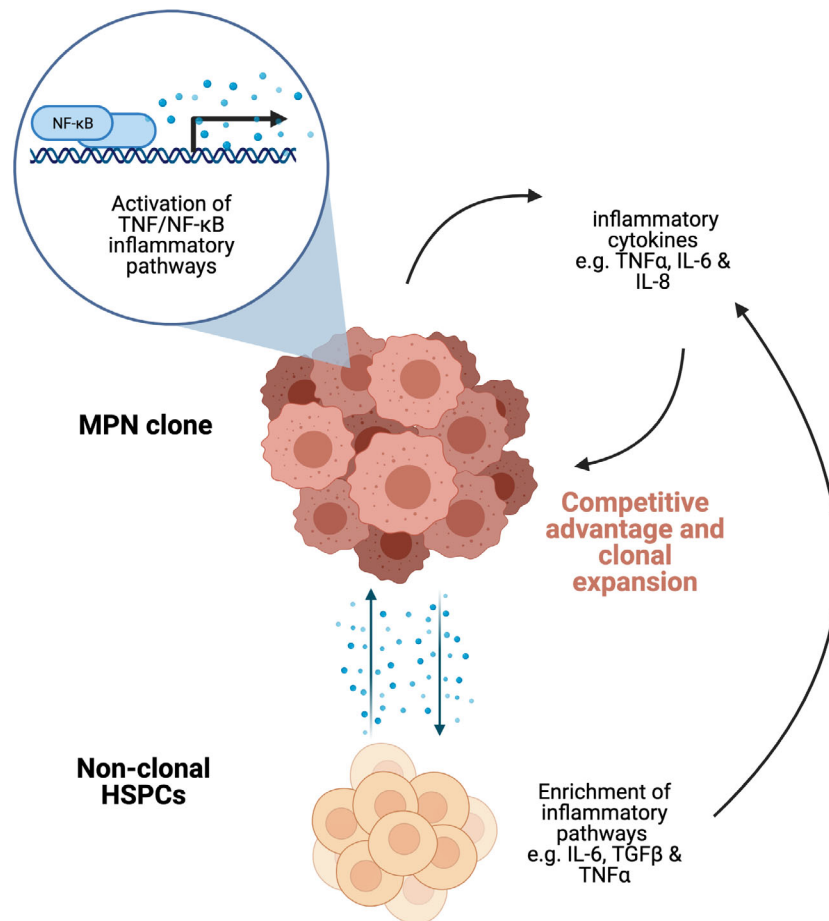 NF-κB
Activation of
TNF/NF-κB
inflammatory
pathways
inflammatory
cytokines
e.g. TNFα, IL-6 &
IL-8
MPN clone
Competitive
advantage and
clonal
expansion
Non-clonal
HSPCs
Enrichment of
inflammatory
pathways
e.g. IL-6, TGFβ &
TNFα